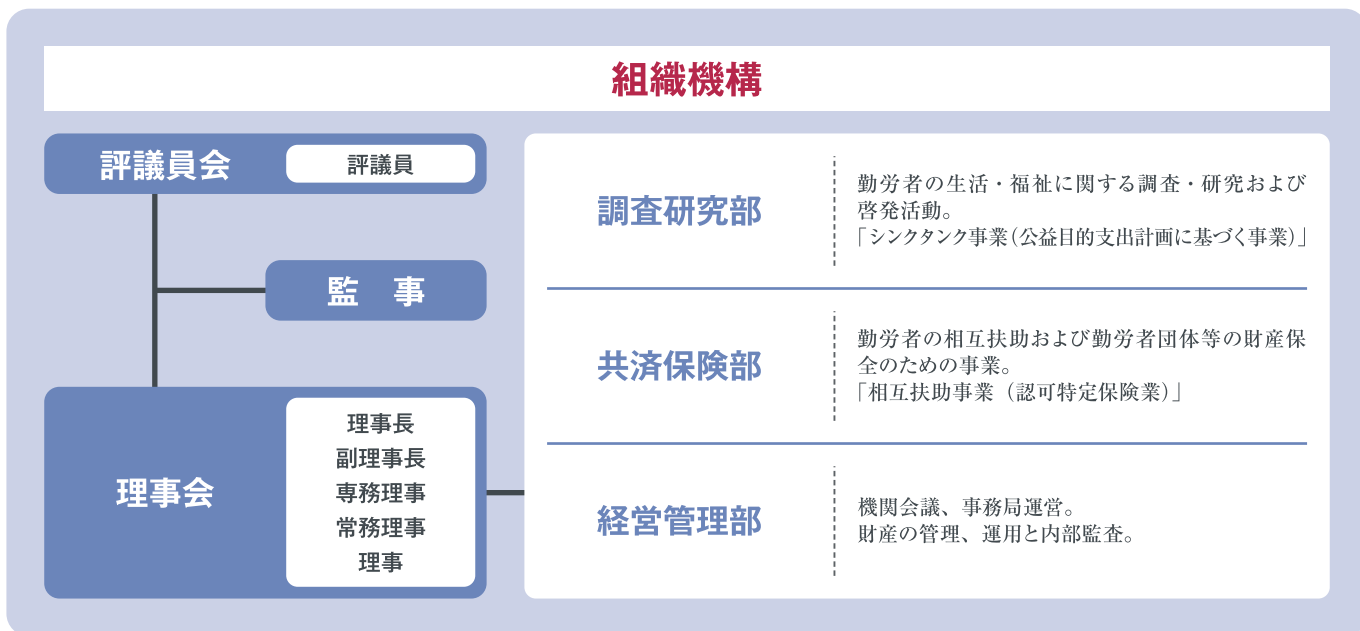 組織機構
評議員会
評議員
監　事
理事会
理事長
副理事長
専務理事
常務理事
理事
調査研究部
勤労者の生活・福祉に関する調査・研究および
啓発活動。
「シンクタンク事業（公益目的支出計画に基づく事業）」
共済保険部
勤労者の相互扶助および勤労者団体等の財産保
全のための事業。
「相互扶助事業（認可特定保険業）」
経営管理部
機関会議、事務局運営。
財産の管理、運用と内部監査。